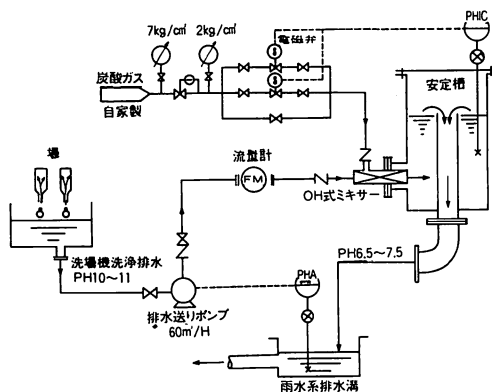 7kg/cm² 2kg/cm²
電磁弁
PHIC
炭酸ガス
自家製
安定槽
壜
流量計
FM
OH式ミキサー
洗壜機洗浄排水
PH10~11
PH6.5~7.5
PHA
排水送りポンプ
60m³/H
雨水系排水溝